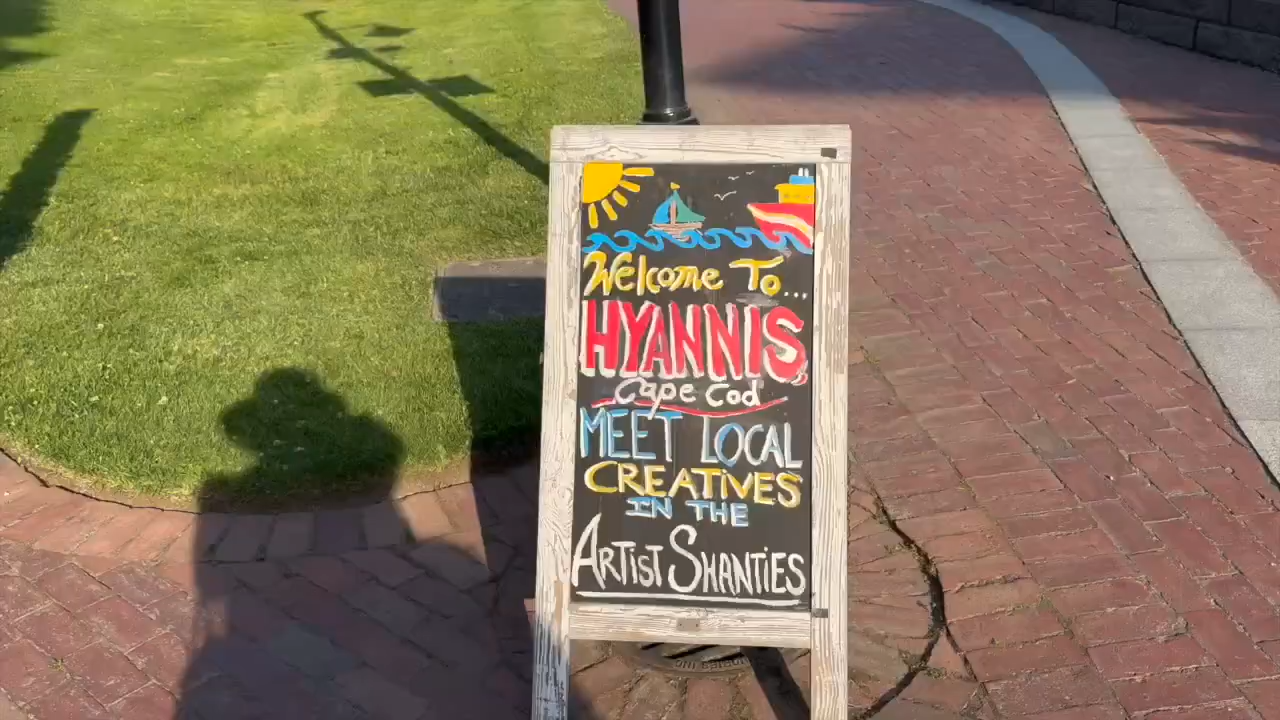 Welcome To...
HYANNIS,
Cape Cod
MEET LOCAL
CREATIVES
IN THE
ARTIST SHANTIES